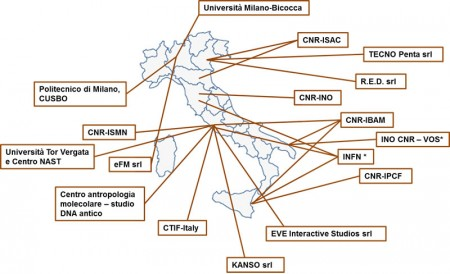 Università Milano-Bicocca
CNR-ISAC
TECNO Penta srl
R.E.D. srl
Politecnico di Milano,
CUSBO
CNR-INO
CNR-IBAM
CNR-ISMN
INO CNR – VOS*
Università Tor Vergata
e Centro NAST
eFM srl
INFN *
CNR-IPCF
Centro antropologia
molecolare – studio
DNA antico
CTIF-Italy
EVE Interactive Studios srl
KANSO srl